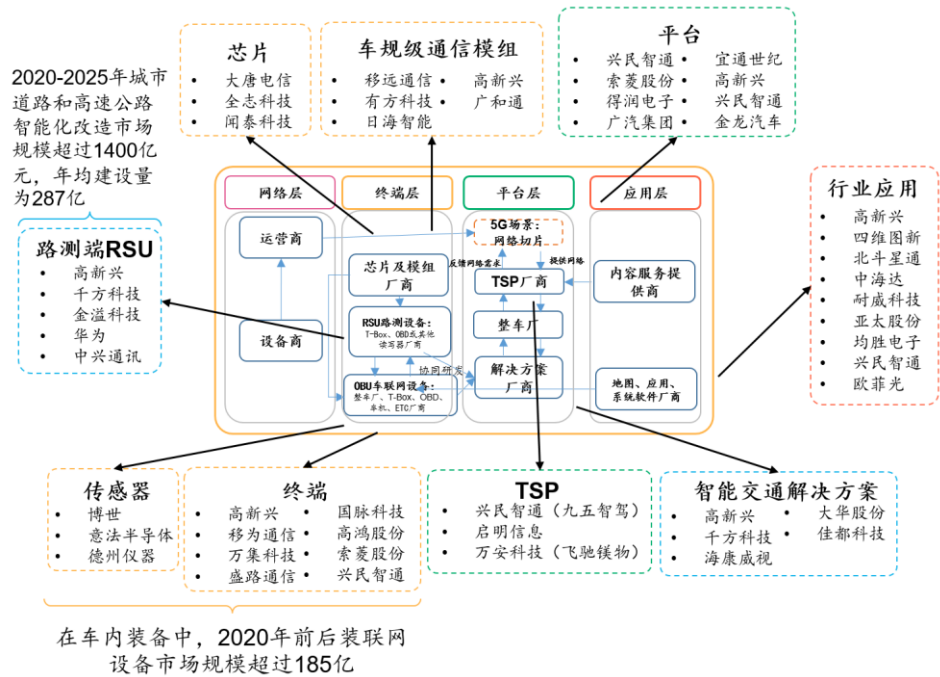 芯片
大唐电信
全志科技
闻泰科技
车规级通信模组
移远通信
有方科技
日海智能
高新兴
广和通
平台
兴民智通
索菱股份
得润电子
广汽集团
宜通世纪
高新兴
兴民智通
金龙汽车
2020-2025年城市
道路和高速公路
智能化改造市场
规模超过1400亿
元，年均建设量
为287亿
路测端RSU
高新兴
千方科技
金溢科技
华为
中兴通讯
网络层
终端层
平台层
应用层
运营商
设备商
芯片及模组
厂商
RSU路测设备：
T-Box、OBD或其他
读写器厂商
OBU车联网设备：
整车厂、T-Box、OBD、
车机、ETC厂商
协同研发
5G场景：
网络切片
反馈网络需求
提供网络
TSP厂商
整车厂
解决方案
厂商
内容服务提
供商
地图、应用、
系统软件厂商
行业应用
高新兴
四维图新
北斗星通
中海达
耐威科技
亚太股份
均胜电子
兴民智通
欧菲光
传感器
博世
意法半导体
德州仪器
终端
高新兴
移为通信
万集科技
盛路通信
国脉科技
高鸿股份
索菱股份
兴民智通
TSP
兴民智通（九五智驾）
启明信息
万安科技（飞驰镁物）
智能交通解决方案
高新兴
千方科技
海康威视
大华股份
佳都科技
在车内装备中，2020年前后装联网
设备市场规模超过185亿